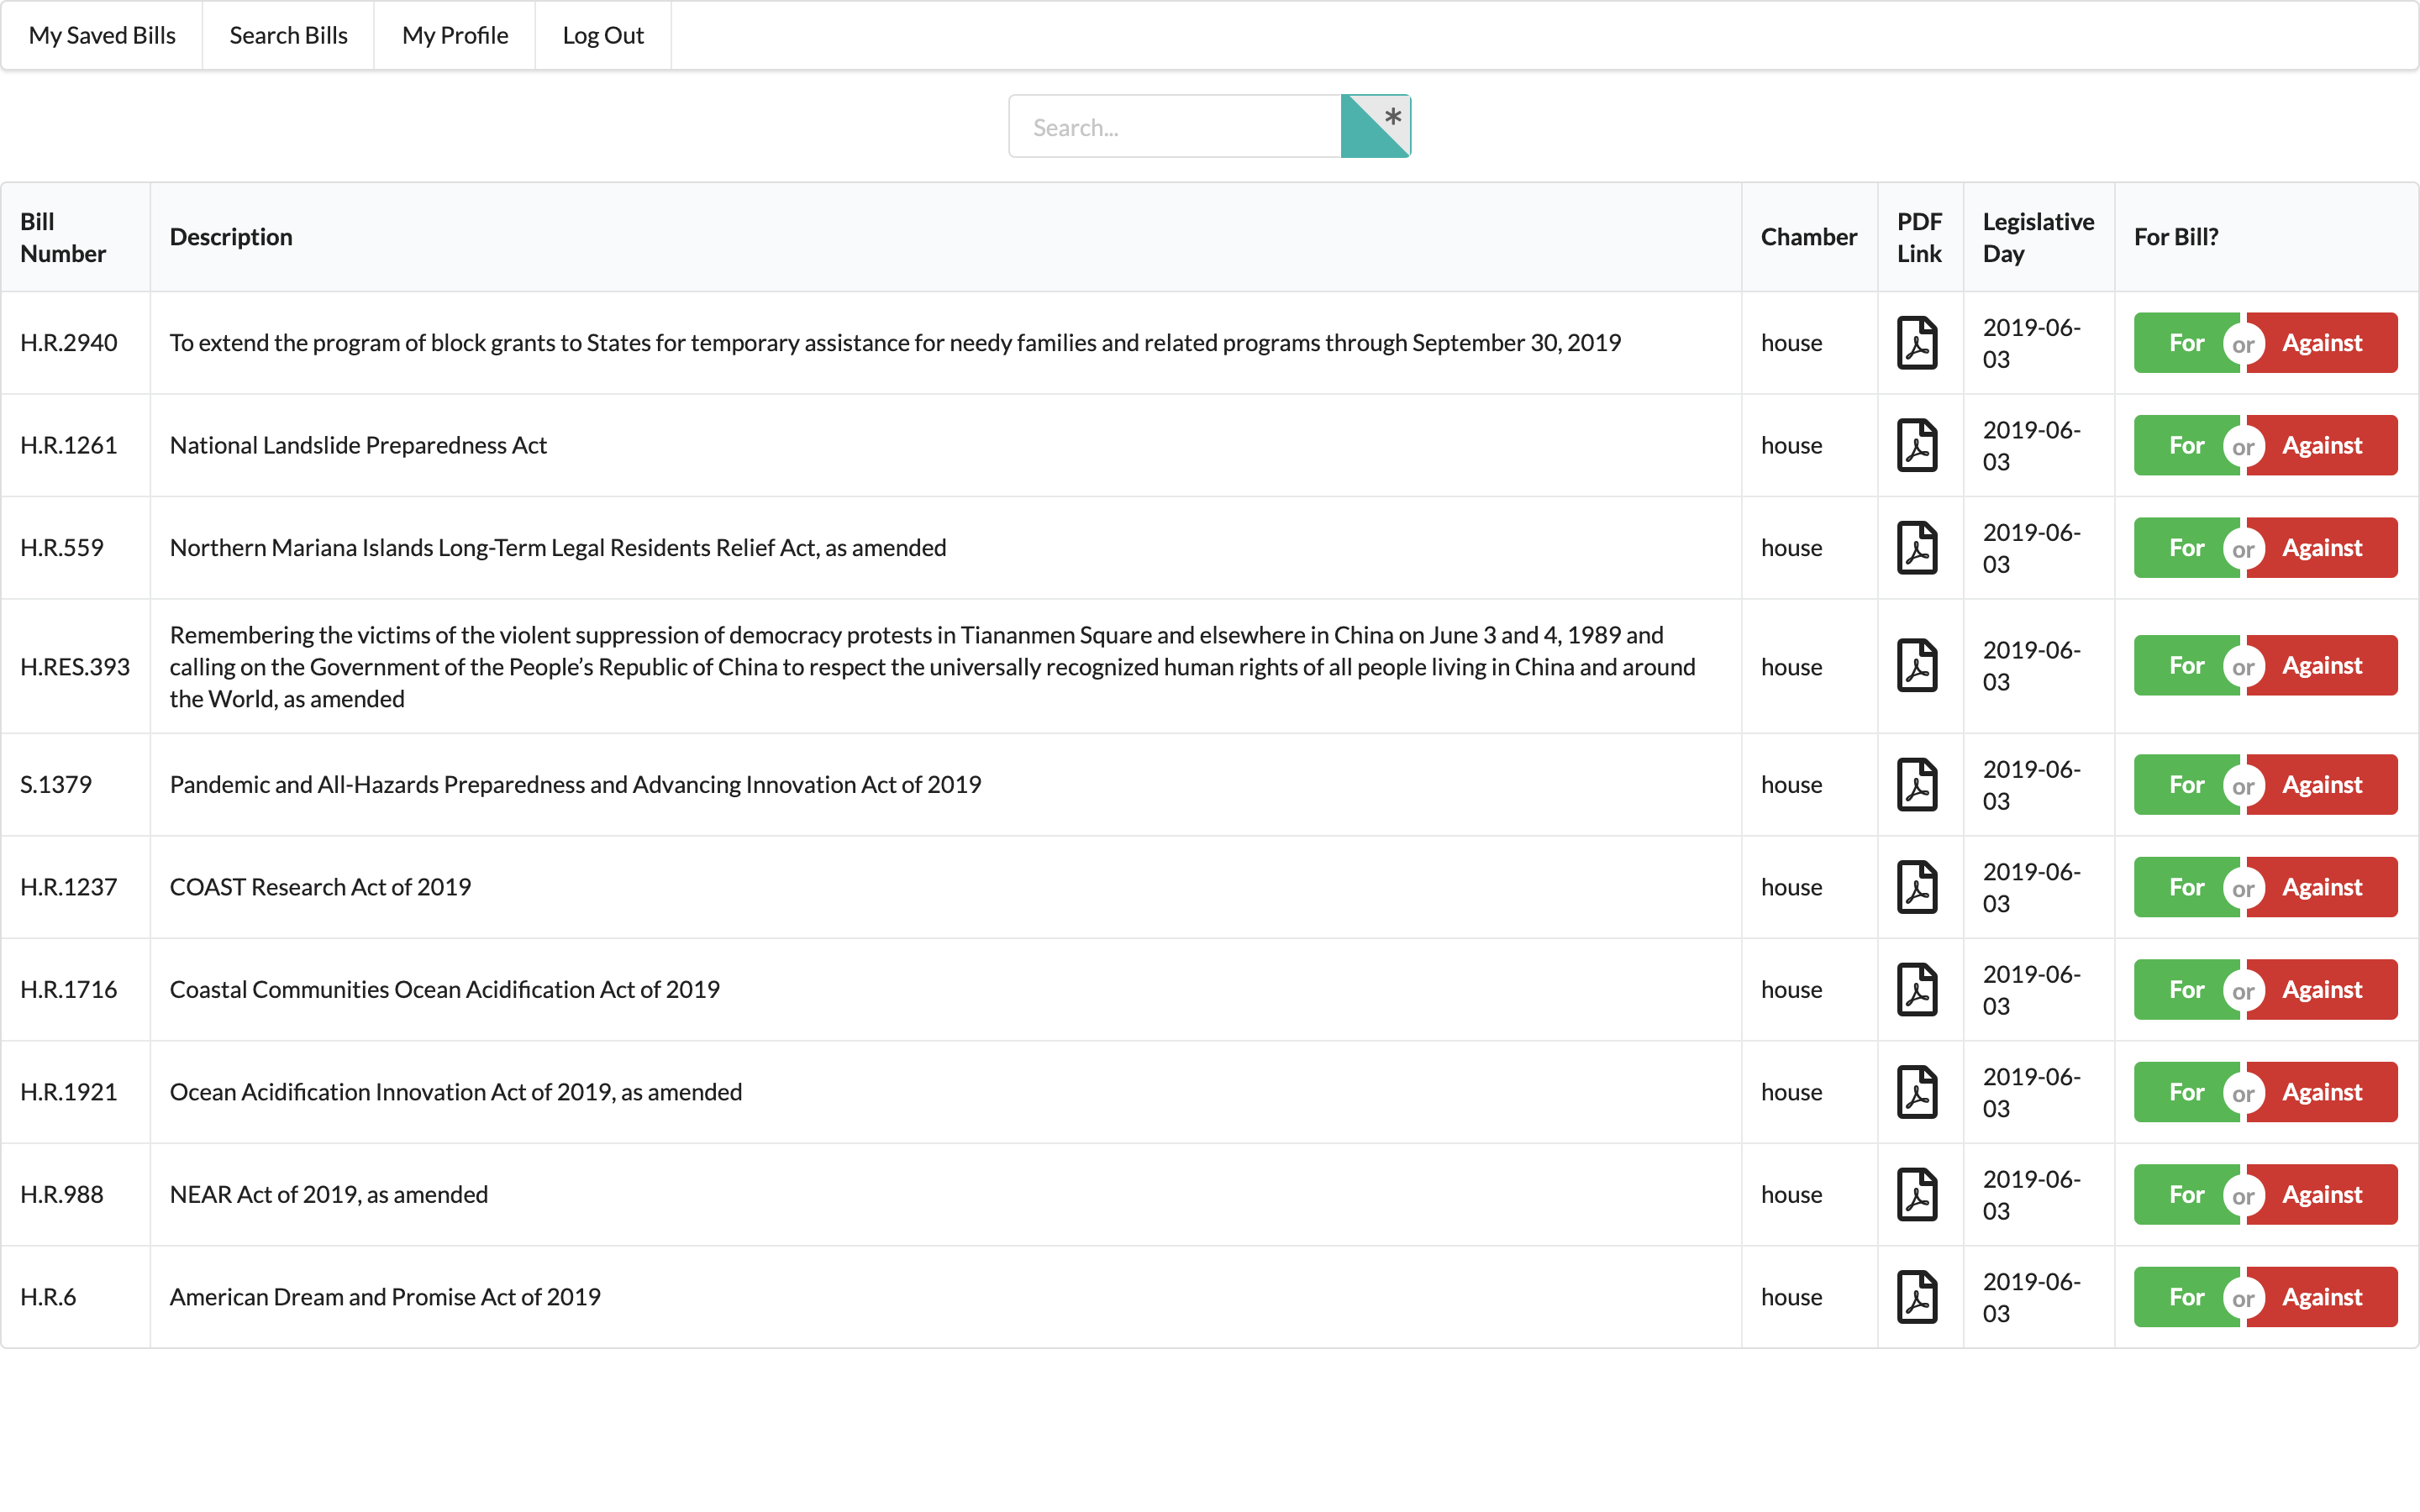 My Saved Bills Search Bills My Profile Log Out
Search... *
Bill Number Description Chamber PDF Link Legislative Day For Bill?
H.R.2940 To extend the program of block grants to States for temporary assistance for needy families and related programs through September 30, 2019 house 2019-06-03 For or Against
H.R.1261 National Landslide Preparedness Act house 2019-06-03 For or Against
H.R.559 Northern Mariana Islands Long-Term Legal Residents Relief Act, as amended house 2019-06-03 For or Against
H.RES.393 Remembering the victims of the violent suppression of democracy protests in Tiananmen Square and elsewhere in China on June 3 and 4, 1989 and
calling on the Government of the People’s Republic of China to respect the universally recognized human rights of all people living in China and around
the World, as amended house 2019-06-03 For or Against
S.1379 Pandemic and All-Hazards Preparedness and Advancing Innovation Act of 2019 house 2019-06-03 For or Against
H.R.1237 COAST Research Act of 2019 house 2019-06-03 For or Against
H.R.1716 Coastal Communities Ocean Acidification Act of 2019 house 2019-06-03 For or Against
H.R.1921 Ocean Acidification Innovation Act of 2019, as amended house 2019-06-03 For or Against
H.R.988 NEAR Act of 2019, as amended house 2019-06-03 For or Against
H.R.6 American Dream and Promise Act of 2019 house 2019-06-03 For or Against